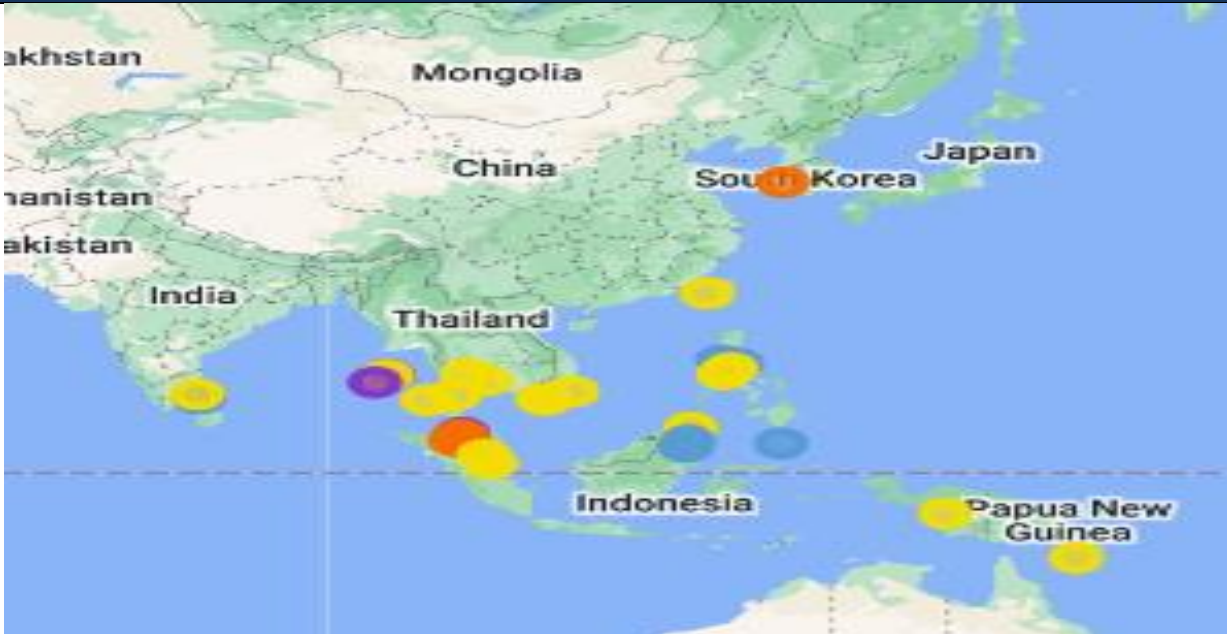 akhstan
Mongolia
Japan
China
South Korea
hanistan
akistan
India
Thailand
Indonesia
Papua New
Guinea